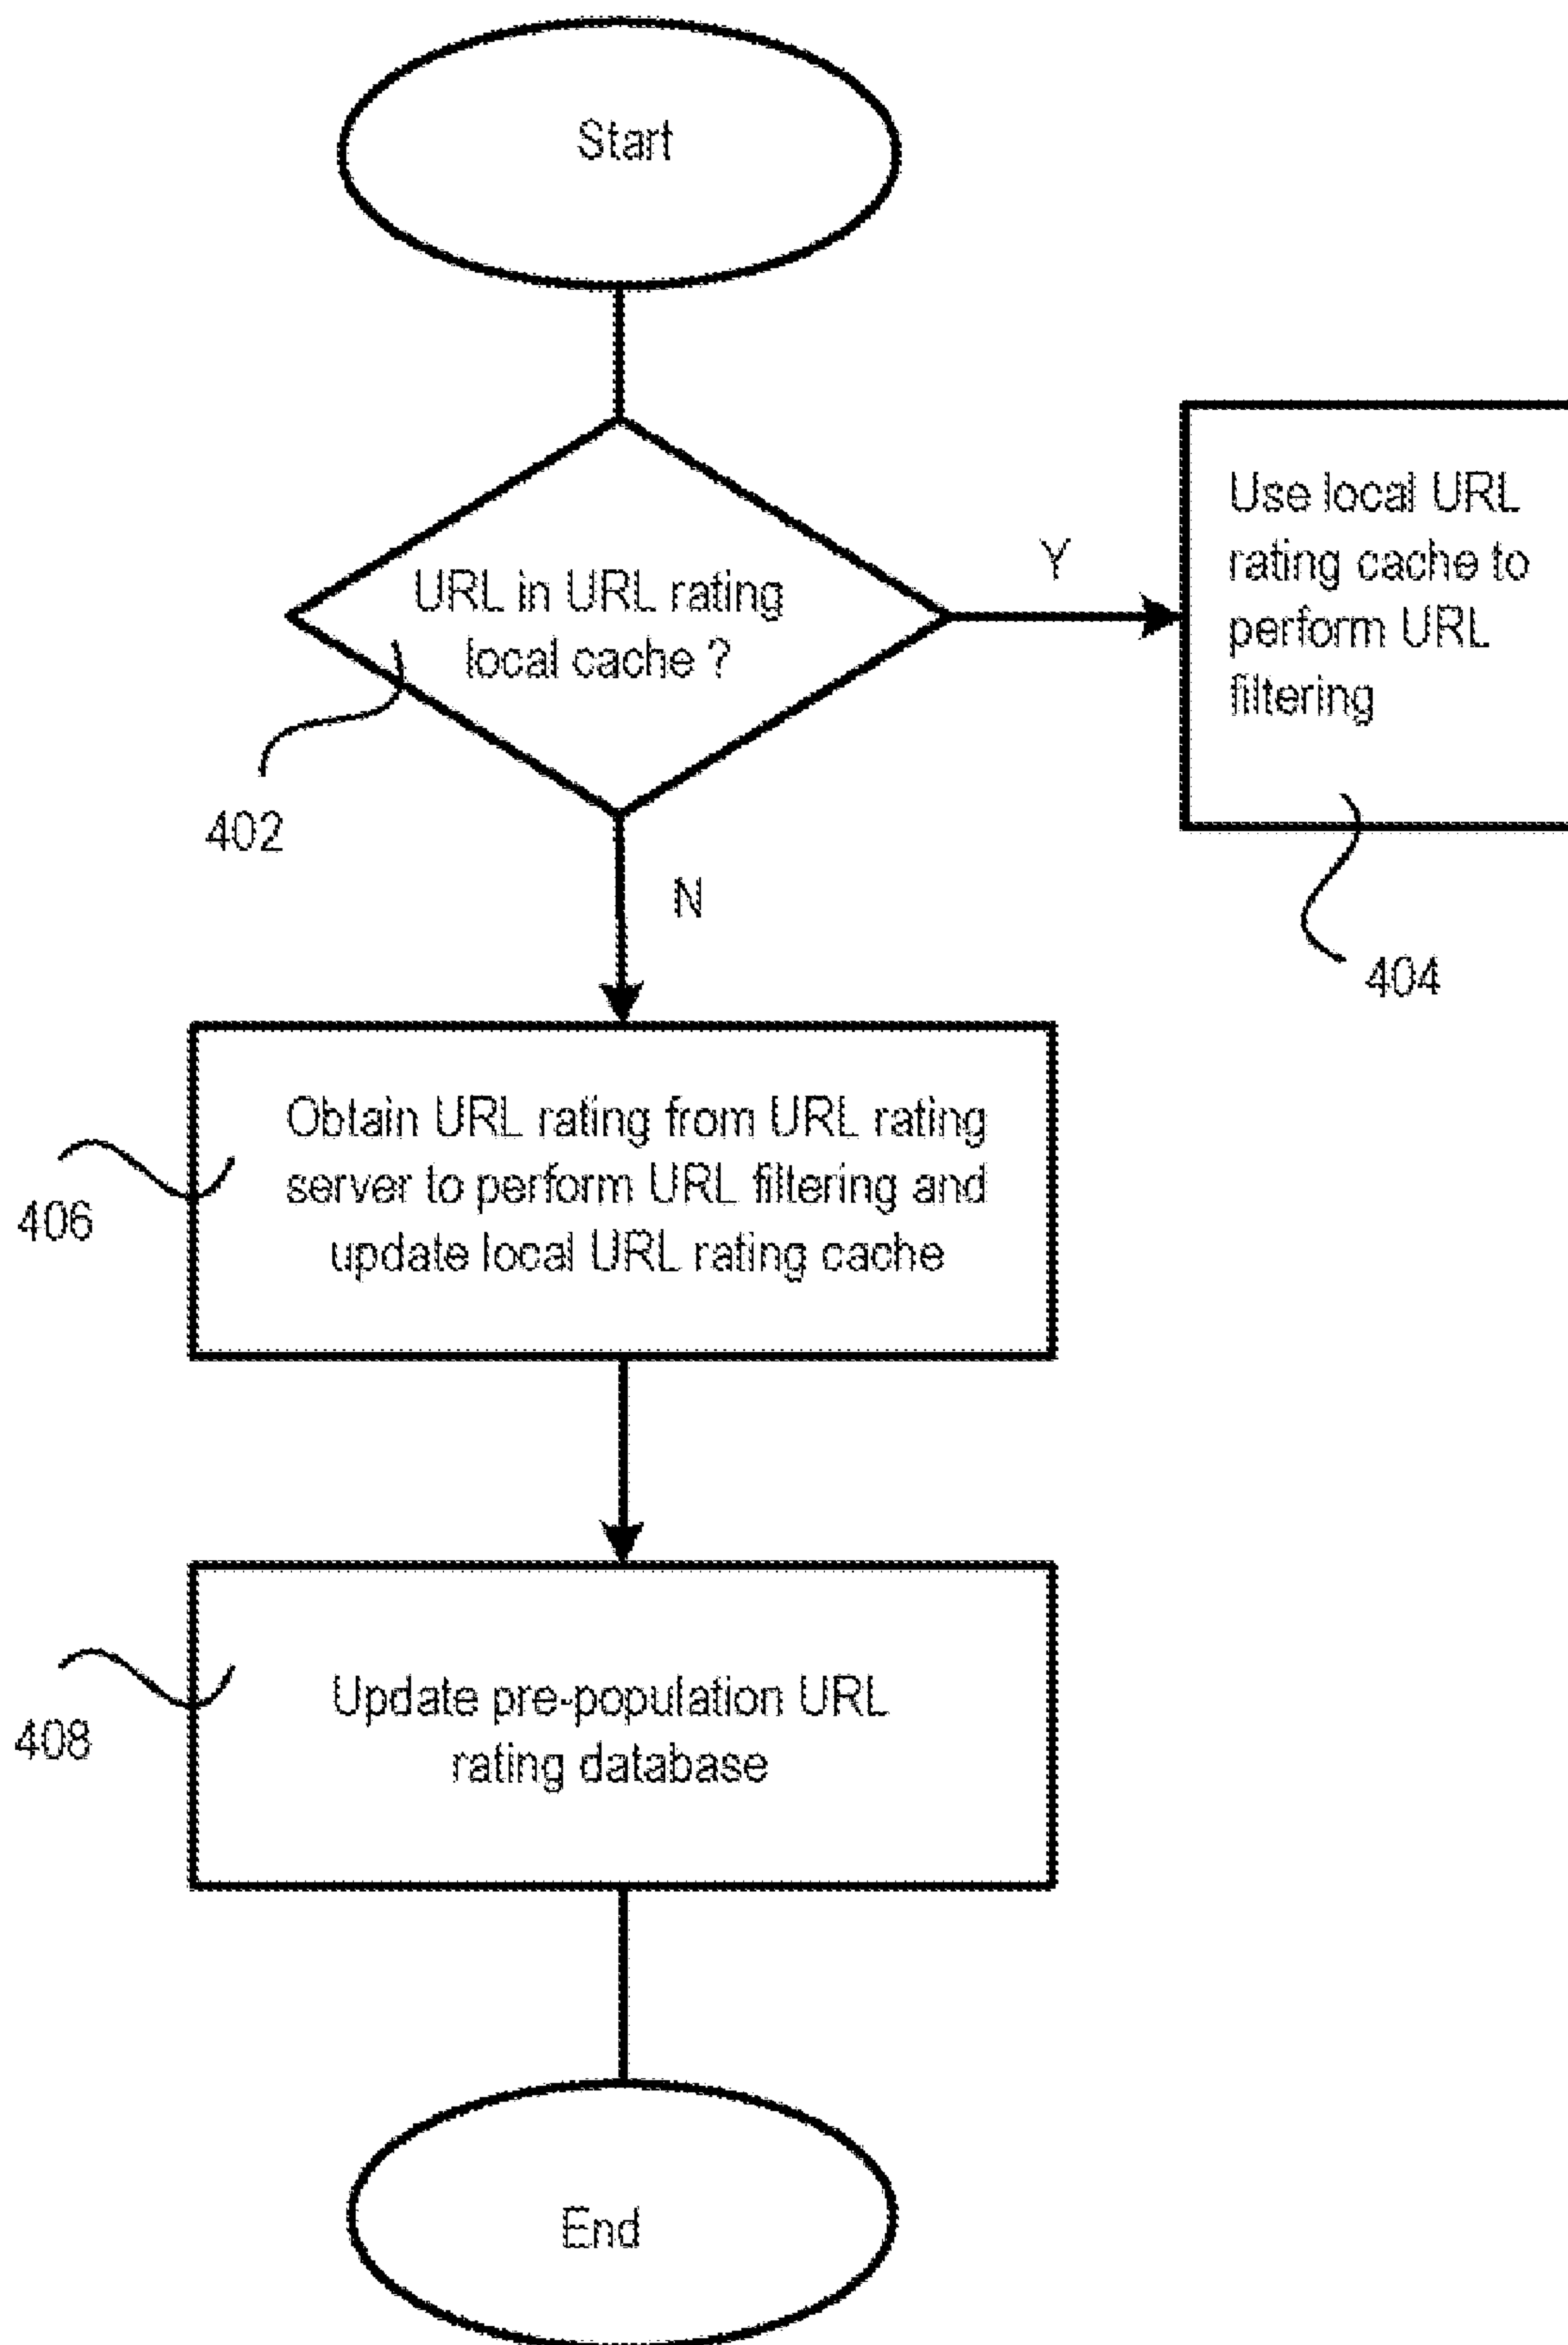 Start
URL in URL rating
local cache ?
402
Y
Use local URL
rating cache to
perform URL
filtering
404
N
Obtain URL rating from URL rating
server to perform URL filtering and
update local URL rating cache
406
Update pre-population URL
rating database
408
End